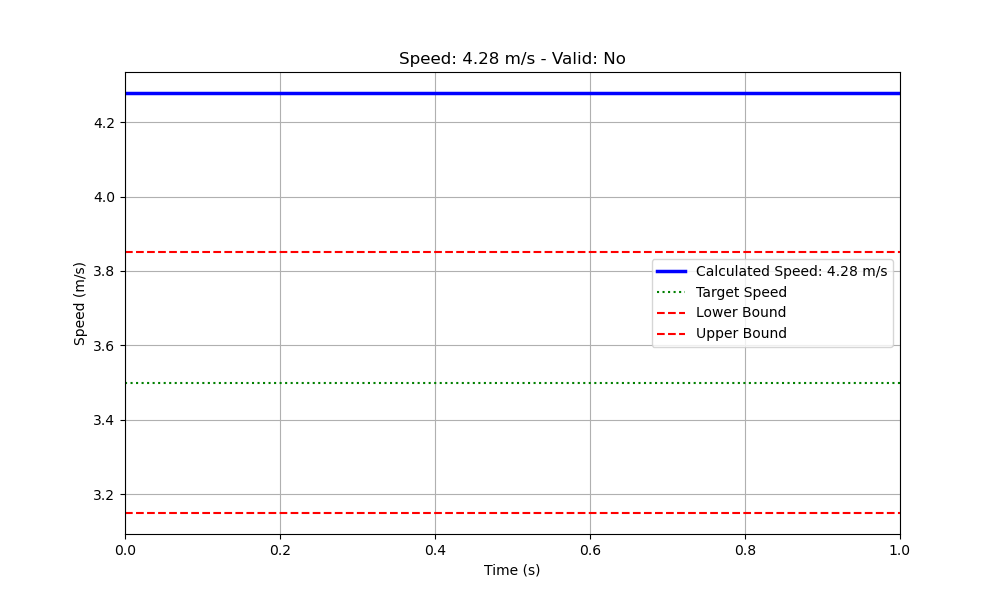 Speed: 4.28 m/s - Valid: No
Speed (m/s)
4.2
4.0
3.8
3.6
3.4
3.2
Calculated Speed: 4.28 m/s
Target Speed
Lower Bound
Upper Bound
0.0 0.2 0.4 0.6 0.8 1.0
Time (s)